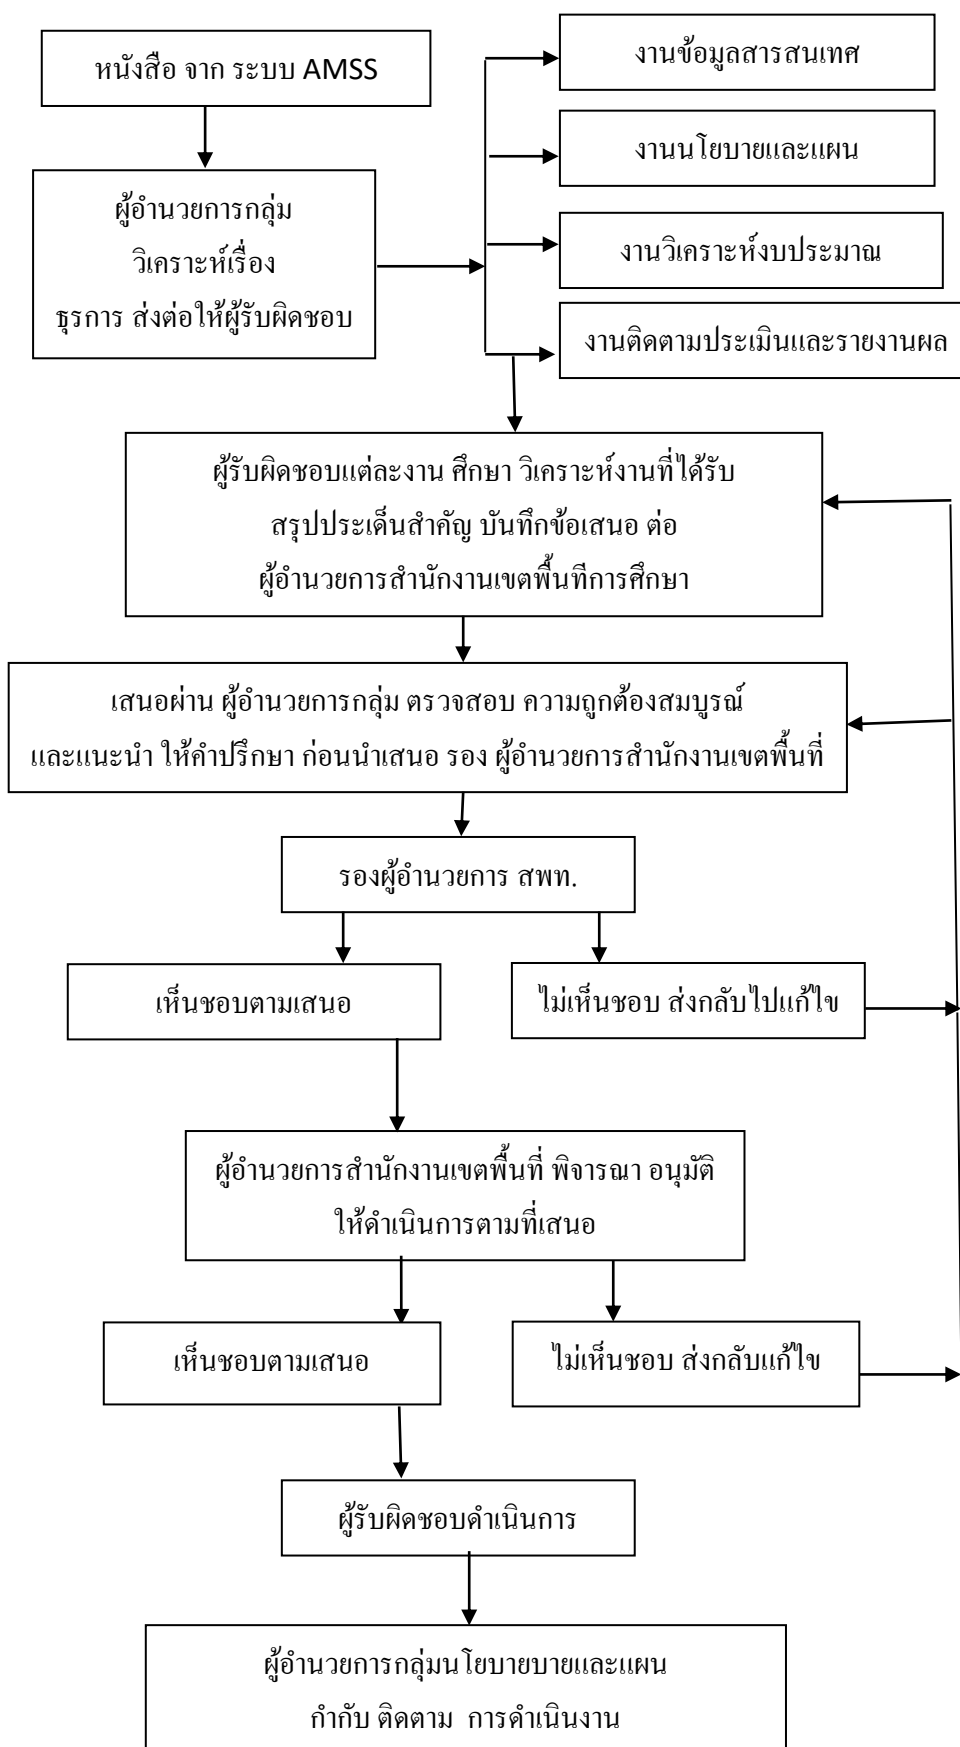 หนังสือ จาก ระบบ AMSS
ผู้อำนวยการกลุ่ม
วิเคราะห์เรื่อง
ธุรการ ส่งต่อให้ผู้รับผิดชอบ
งานข้อมูลสารสนเทศ
งานนโยบายและแผน
งานวิเคราะห์งบประมาณ
งานติดตามประเมินและรายงานผล
ผู้รับผิดชอบแต่ละงาน ศึกษา วิเคราะห์งานที่ได้รับ
สรุปประเด็นสำคัญ บันทึกข้อเสนอ ต่อ
ผู้อำนวยการสำนักงานเขตพื้นทีการศึกษา
เสนอผ่าน ผู้อำนวยการกลุ่ม ตรวจสอบ ความถูกต้องสมบูรณ์
และแนะนำ ให้คำปรึกษา ก่อนนำเสนอ รอง ผู้อำนวยการสำนักงานเขตพื้นที่
รองผู้อำนวยการ สพท.
เห็นชอบตามเสนอ
ไม่เห็นชอบ ส่งกลับไปแก้ไข
ผู้อำนวยการสำนักงานเขตพื้นที่ พิจารณา อนุมัติ
ให้ดำเนินการตามที่เสนอ
เห็นชอบตามเสนอ
ไม่เห็นชอบ ส่งกลับแก้ไข
ผู้รับผิดชอบดำเนินการ
ผู้อำนวยการกลุ่มนโยบายบายและแผน
กำกับ ติดตาม การดำเนินงาน